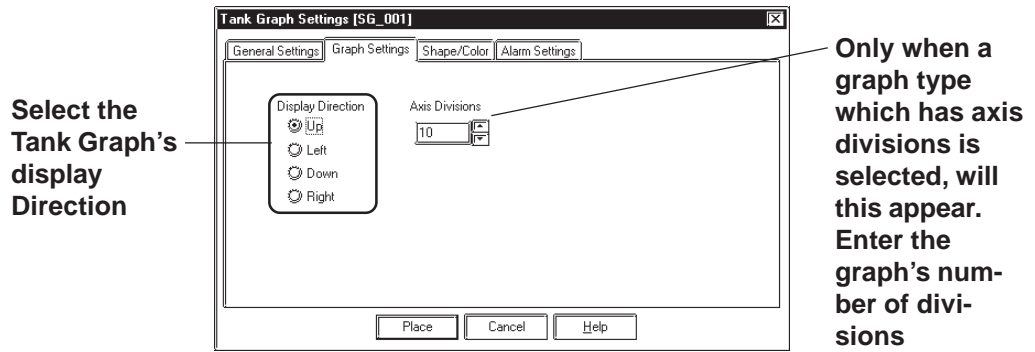 Tank Graph Settings [SG_001]
General Settings Graph Settings Shape/Color Alarm Settings
Select the
Tank Graph's
display
Direction
Display Direction
Up
Left
Down
Right
Axis Divisions
10
Place Cancel Help
Only when a
graph type
which has axis
divisions is
selected, will
this appear.
Enter the
graph's num-
ber of divi-
sions